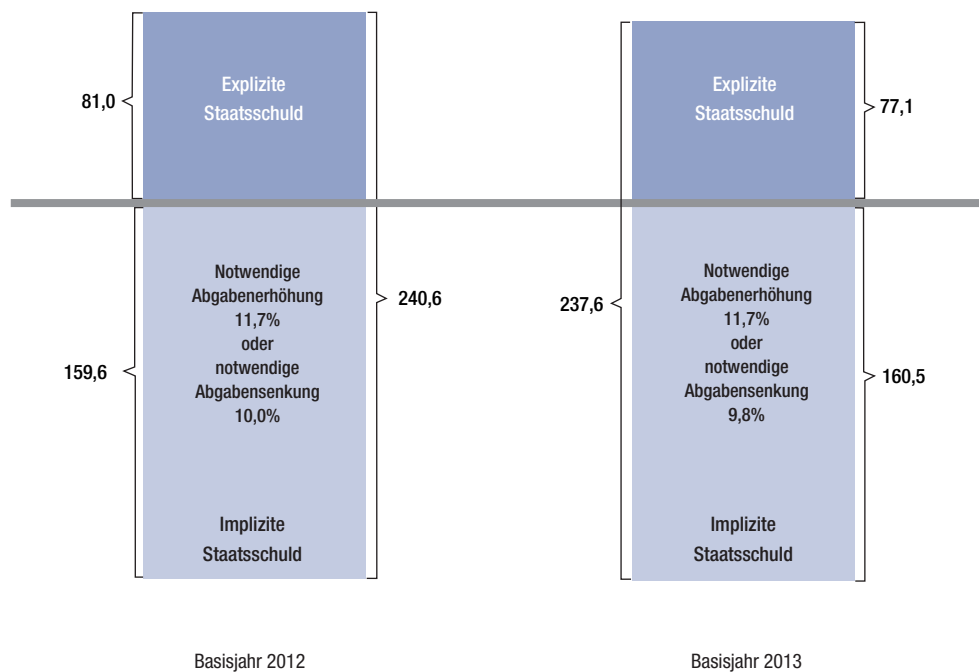 Explizite
Staatsschuld
81,0
Notwendige
Abgabenerhöhung
11,7%
oder
notwendige
Abgabensenkung
10,0%
240,6
159,6
Implizite
Staatsschuld
Basisjahr 2012
Explizite
Staatsschuld
77,1
Notwendige
Abgabenerhöhung
11,7%
oder
notwendige
Abgabensenkung
9,8%
237,6
160,5
Implizite
Staatsschuld
Basisjahr 2013